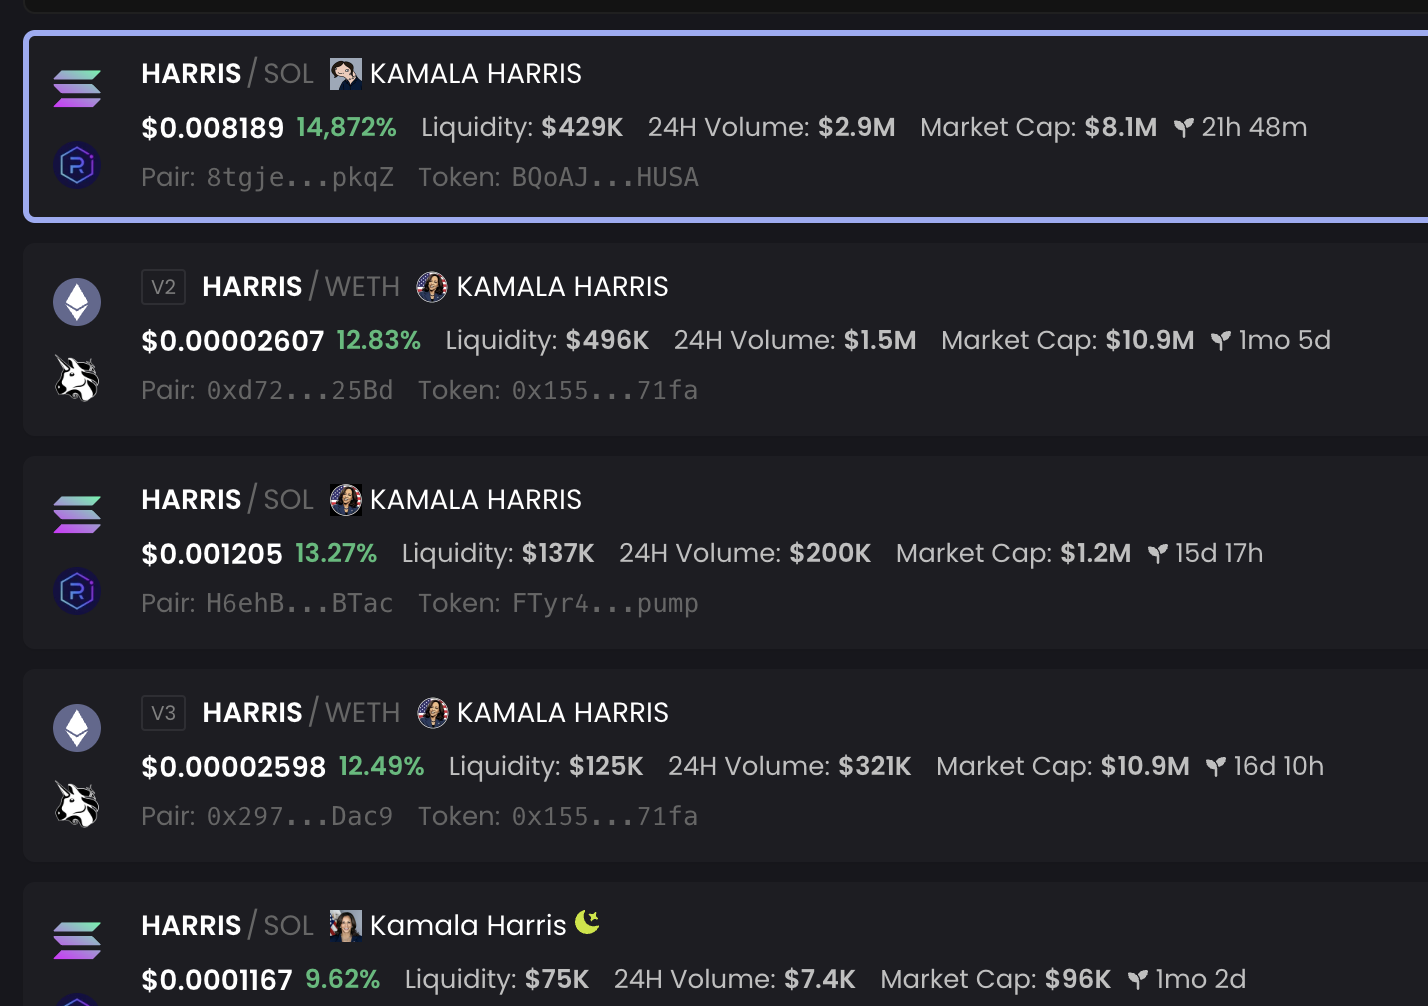 HARRIS / SOL KAMALA HARRIS
$0.008189 14,872% Liquidity: $429K 24H Volume: $2.9M Market Cap: $8.1M 21h 48m
Pair: 8tgje...pkqZ Token: BQoAJ...HUSA
V2 HARRIS / WETH KAMALA HARRIS
$0.00002607 12.83% Liquidity: $496K 24H Volume: $1.5M Market Cap: $10.9M 1mo 5d
Pair: 0xd72...25Bd Token: 0x155...71fa
HARRIS / SOL KAMALA HARRIS
$0.001205 13.27% Liquidity: $137K 24H Volume: $200K Market Cap: $1.2M 15d 17h
Pair: H6ehB...BTac Token: FTyr4...pump
V3 HARRIS / WETH KAMALA HARRIS
$0.00002598 12.49% Liquidity: $125K 24H Volume: $321K Market Cap: $10.9M 16d 10h
Pair: 0x297...Dac9 Token: 0x155...71fa
HARRIS / SOL Kamala Harris
$0.0001167 9.62% Liquidity: $75K 24H Volume: $7.4K Market Cap: $96K 1mo 2d